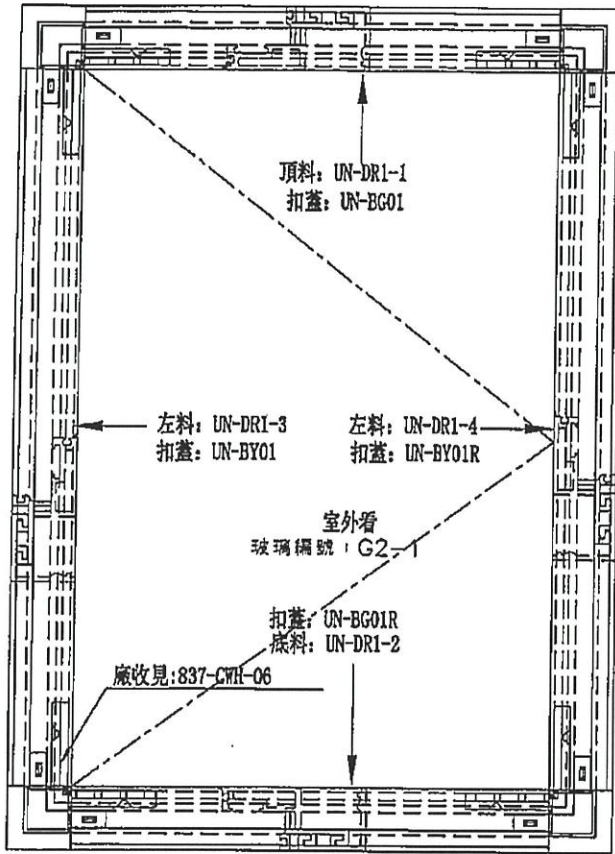 頂料: UN-DR1-1
扣蓋: UN-BG01
左料: UN-DRI-3
扣蓋: UN-BY01
左料: UN-DR1-4
扣蓋: UN-BY01R
室外看
玻璃編號：G2-1
扣蓋: UN-BG01R
底料: UN-DR1-2
廠收見:837-CWH-06